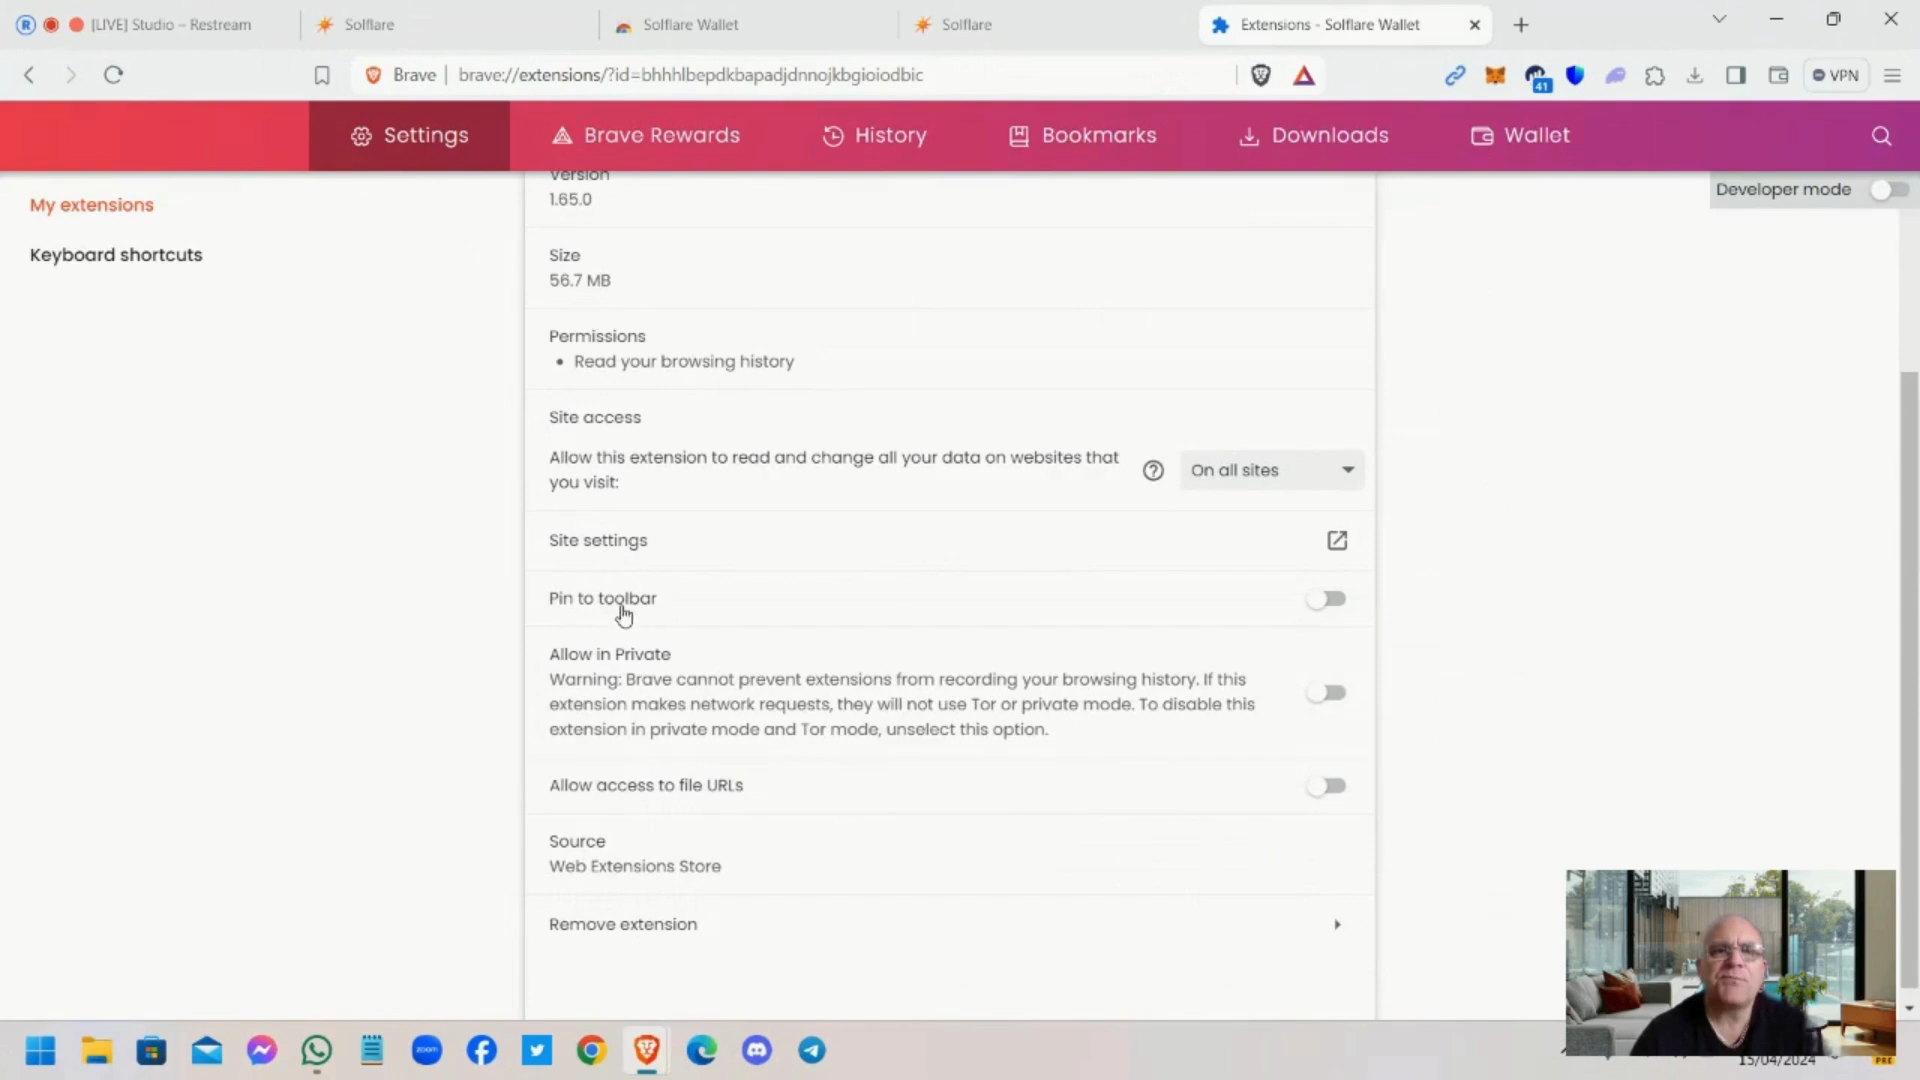 [LIVE] Studio – Restream
Solflare
Solflare Wallet
Solflare
Extensions - Solflare Wallet
Brave
brave://extensions/?id=bhhhlbepdkbapadjdnnojkbgioiodbic
41
VPN
Settings
Brave Rewards
History
Bookmarks
Downloads
Wallet
My extensions
Keyboard shortcuts
Developer mode
Version
1.65.0
Size
56.7 MB
Permissions
Read your browsing history
Site access
Allow this extension to read and change all your data on websites that
you visit:
On all sites
Site settings
Pin to toolbar
Allow in Private
Warning: Brave cannot prevent extensions from recording your browsing history. If this
extension makes network requests, they will not use Tor or private mode. To disable this
extension in private mode and Tor mode, unselect this option.
Allow access to file URLs
Source
Web Extensions Store
Remove extension
zoom
15/04/2024
PRE